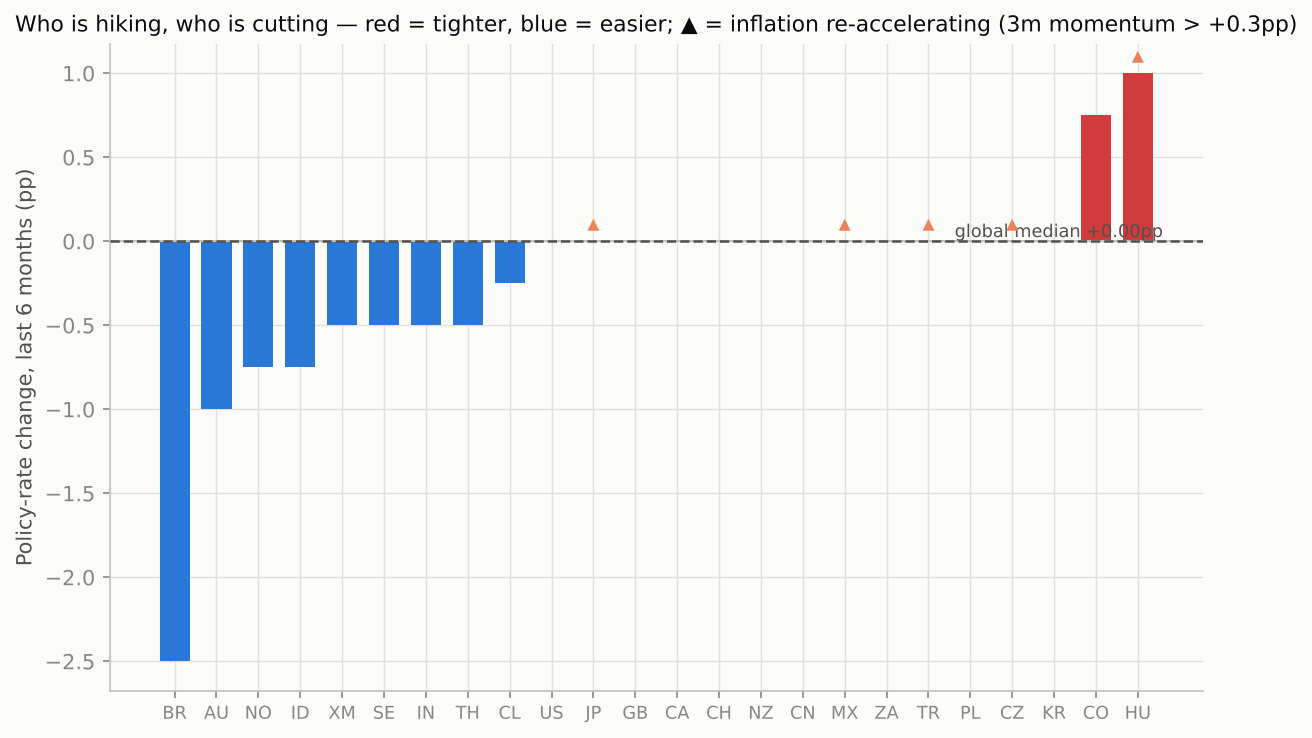 Who is hiking, who is cutting — red = tighter, blue = easier; ▲ = inflation re-accelerating (3m momentum > +0.3pp)
Policy-rate change, last 6 months (pp)
1.0
0.5
0.0
−0.5
−1.0
−1.5
−2.0
−2.5
global median +0.00pp
BR AU NO ID XM SE IN TH CL US JP GB CA CH NZ CN MX ZA TR PL CZ KR CO HU